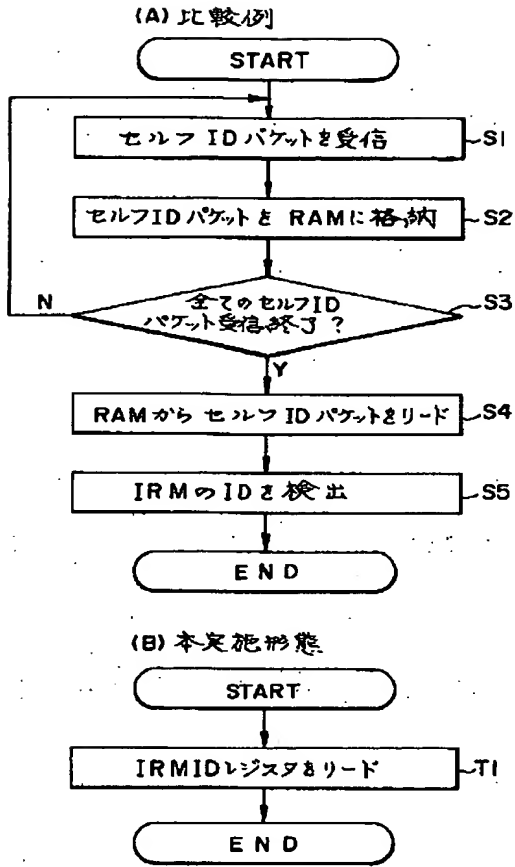 (A) 比較例
START
セルフ IDパケットを受信
S1
セルフIDパケットを RAMに格納
S2
全てのセルフID
パケット受信終了?
S3
N
Y
RAMから セルフ IDパケットをリード
S4
IRMのIDを検出
S5
END
(B) 本実施形態
START
IRMIDレジスタをリード
T1
END